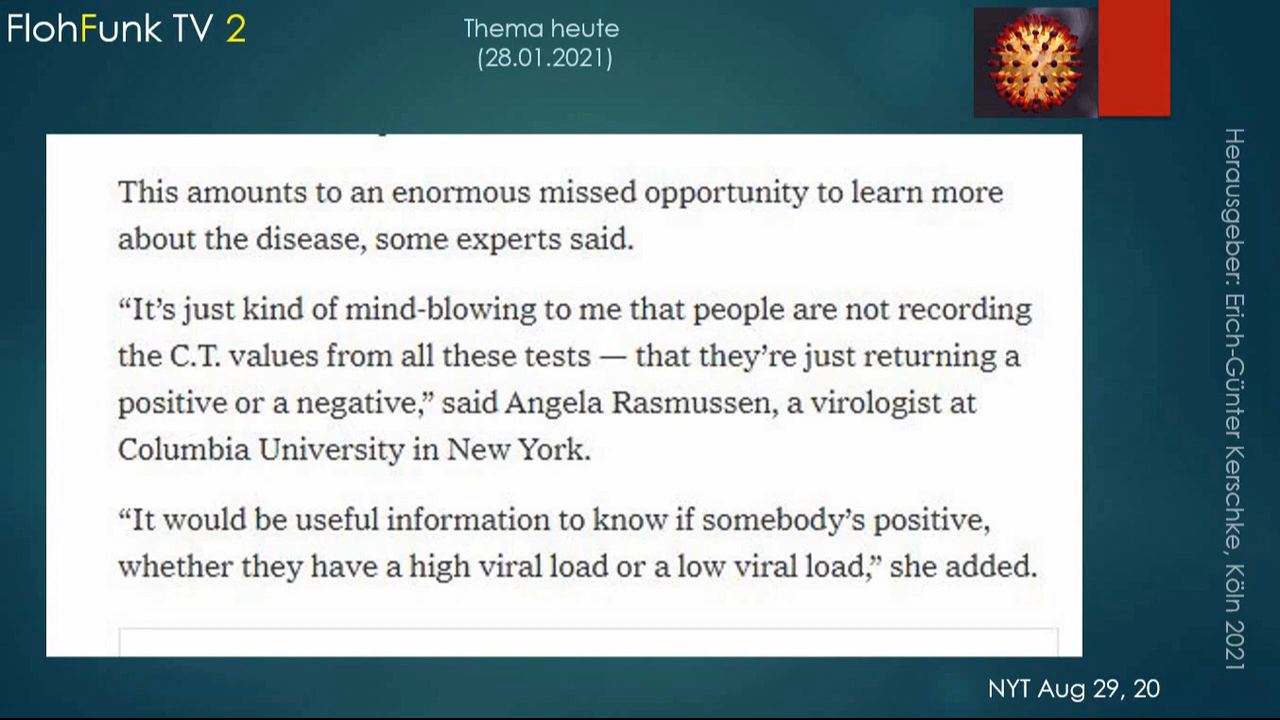 FlohFunk TV 2
Thema heute
(28.01.2021)
This amounts to an enormous missed opportunity to learn more
about the disease, some experts said.
“It’s just kind of mind-blowing to me that people are not recording
the C.T. values from all these tests — that they’re just returning a
positive or a negative,” said Angela Rasmussen, a virologist at
Columbia University in New York.
“It would be useful information to know if somebody’s positive,
whether they have a high viral load or a low viral load,” she added.
Herausgeber: Erich-Günter Kerschke, Köln 2021
NYT Aug 29, 20